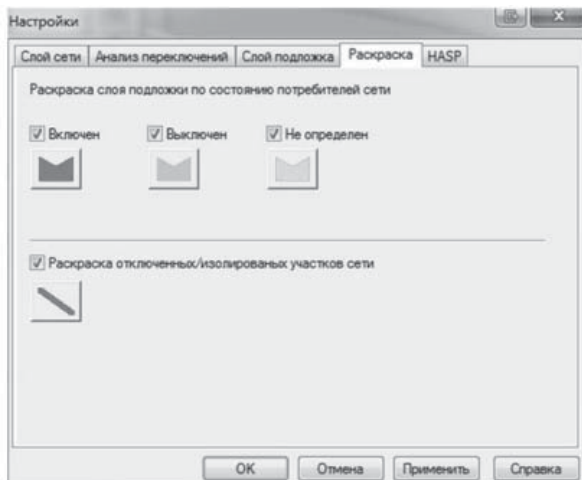 Настройки
Слой сети Анализ переключений Слой подложка Раскраска HASP
Раскраска слоя подложки по состоянию потребителей сети
Включен Выключен Не определен
Раскраска отключенных/изолированых участков сети
OK Отмена Применить Справка